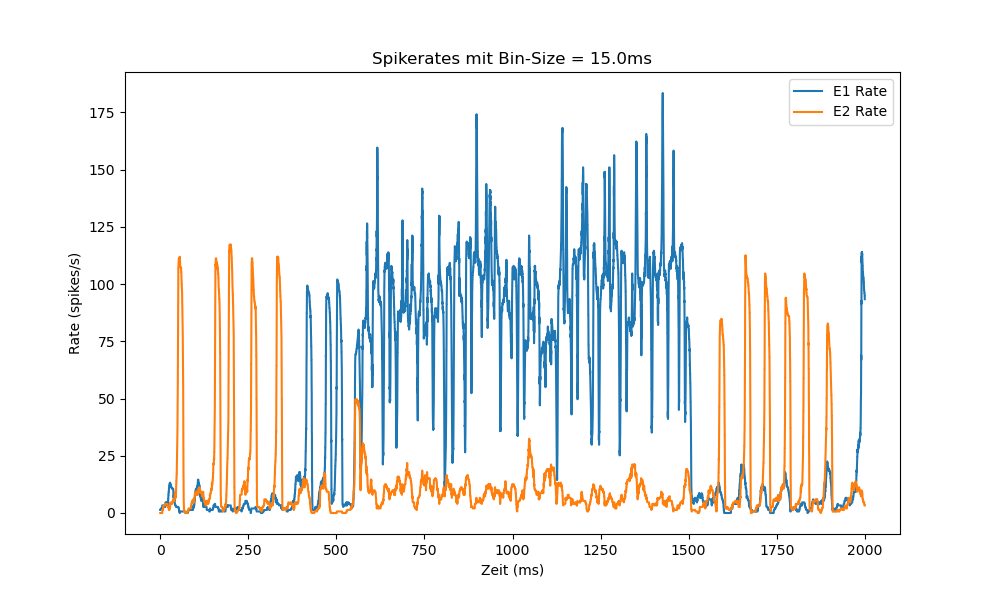 Spikerates mit Bin-Size = 15.0ms
E1 Rate
E2 Rate
Rate (spikes/s)
175
150
125
100
75
50
25
0
0 250 500 750 1000 1250 1500 1750 2000
Zeit (ms)